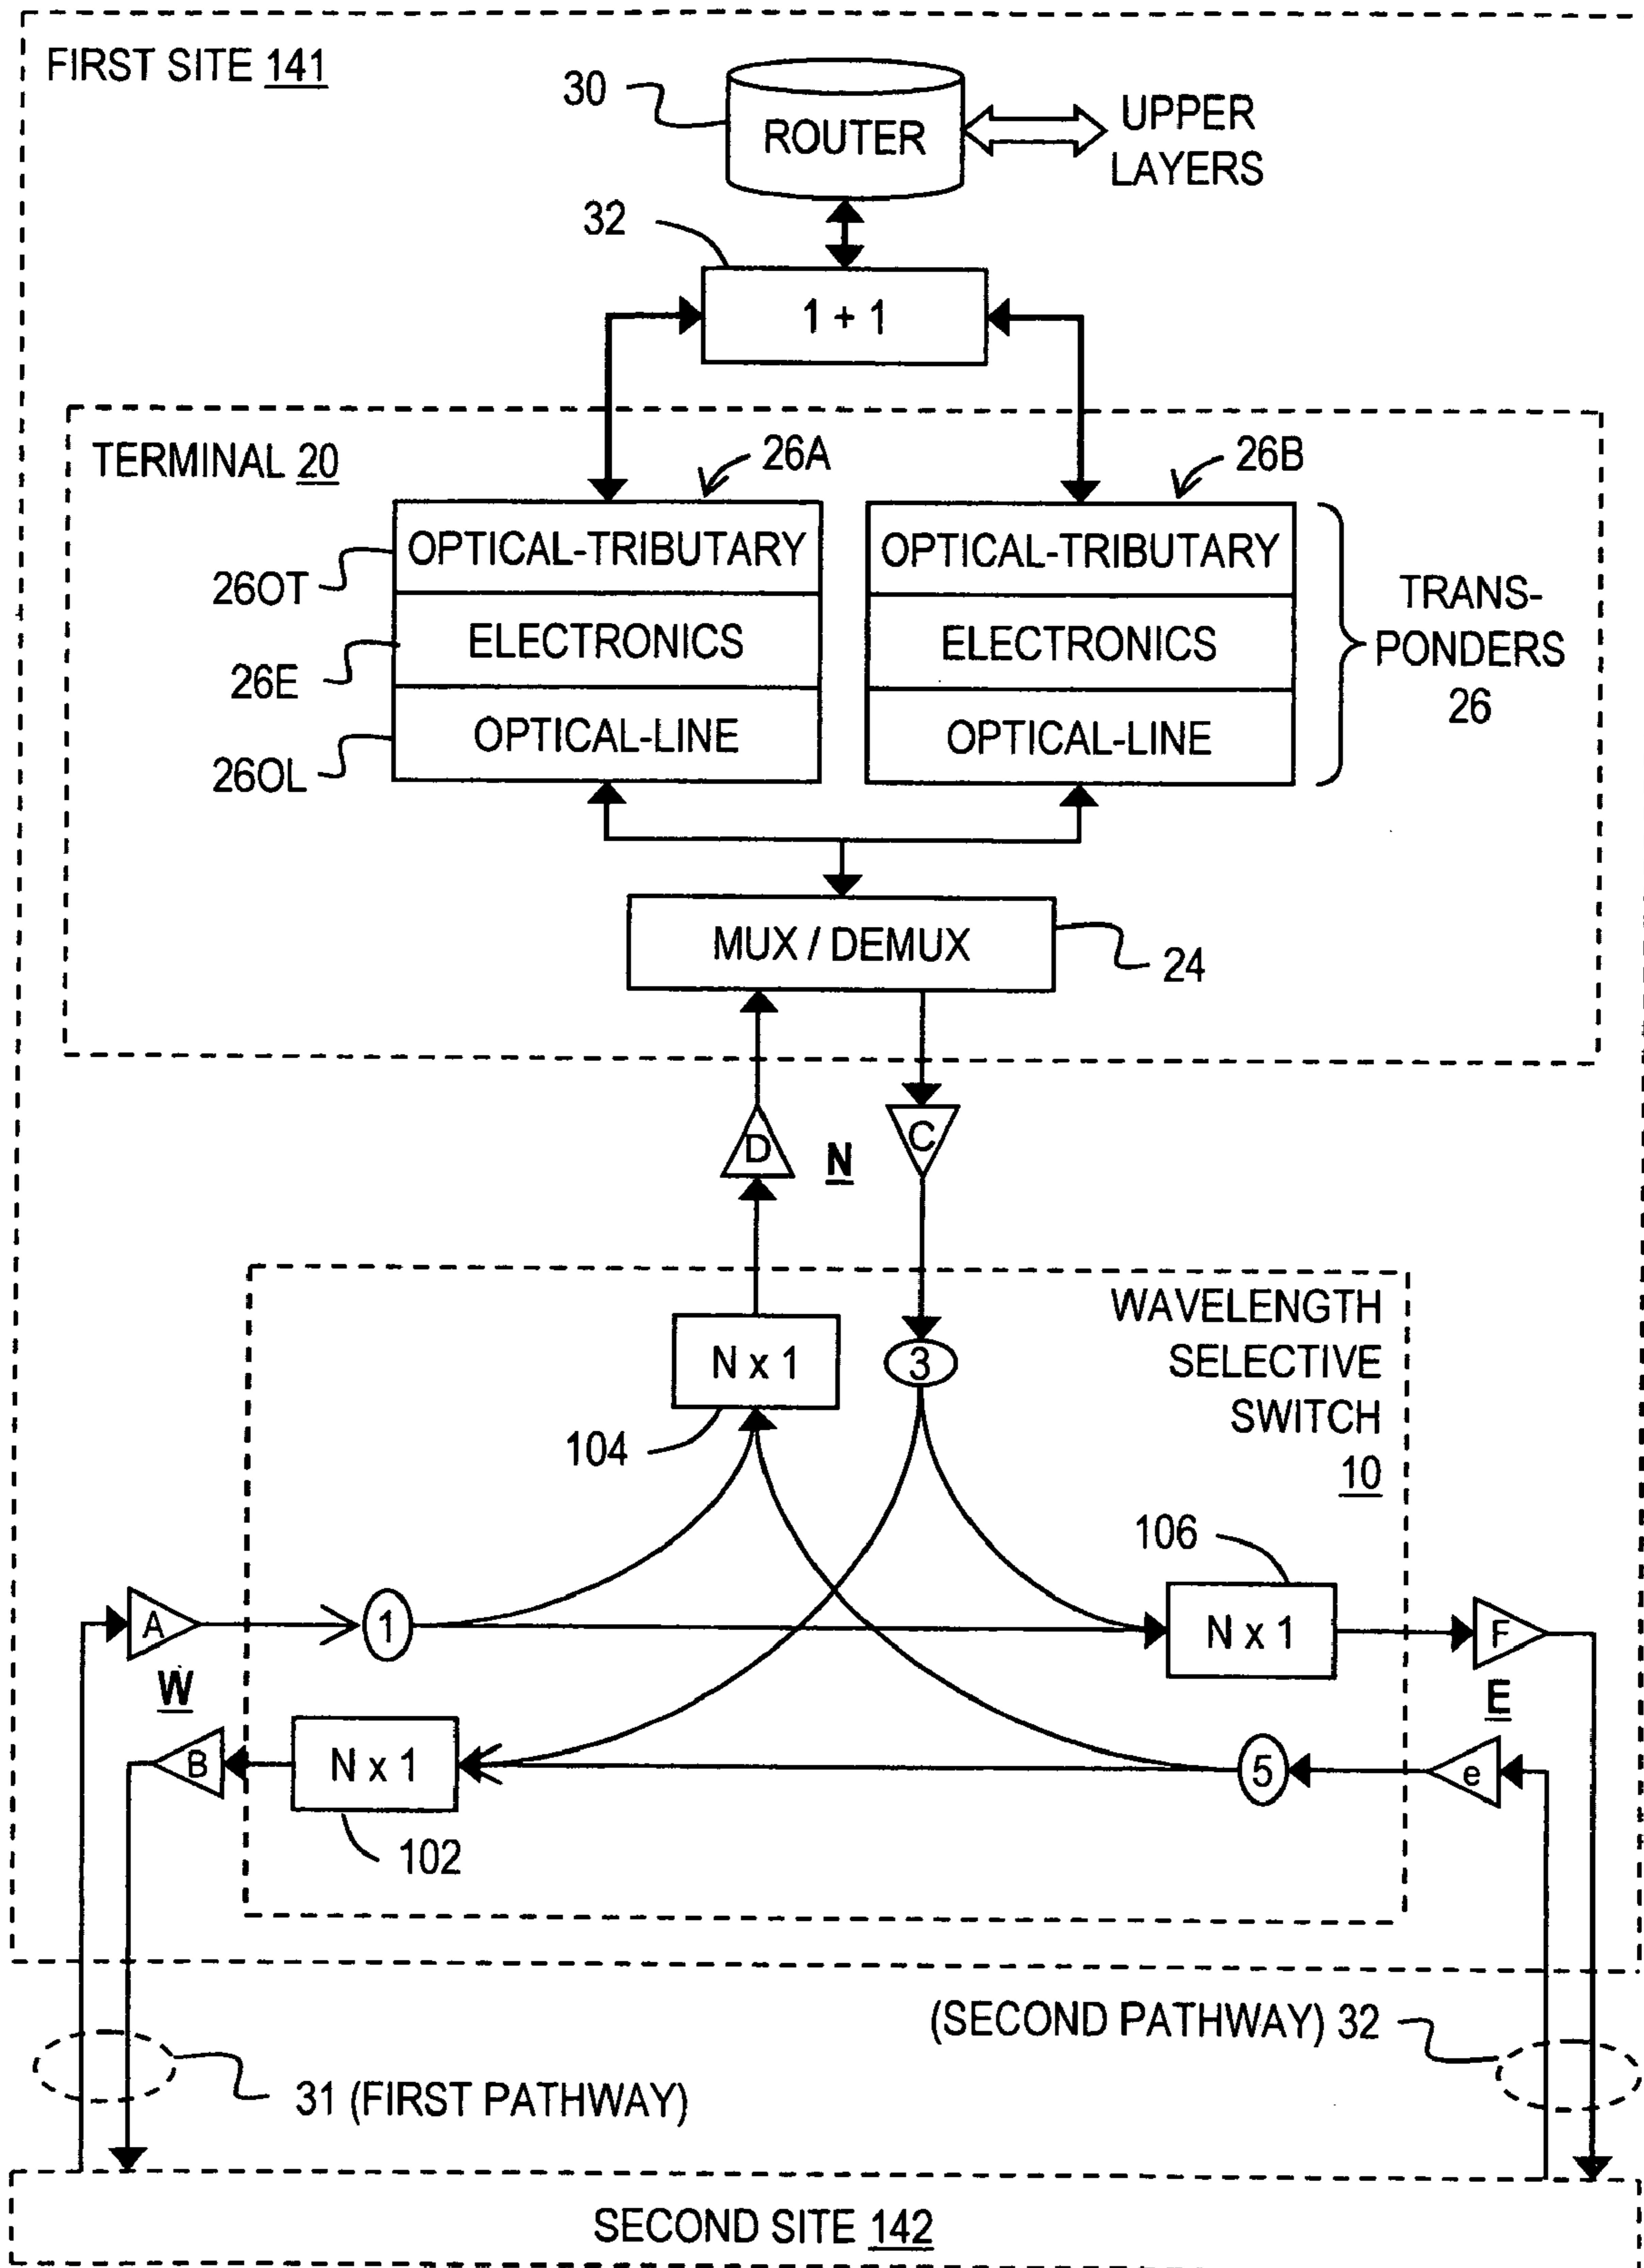 FIRST SITE 141
30
ROUTER
UPPER
LAYERS
32
1 + 1
TERMINAL 20
26A
26B
OPTICAL-TRIBUTARY
OPTICAL-TRIBUTARY
26OT
ELECTRONICS
ELECTRONICS
26E
OPTICAL-LINE
OPTICAL-LINE
26OL
TRANS-
PONDERS
26
MUX / DEMUX
24
D
N
C
WAVELENGTH
SELECTIVE
SWITCH
10
N x 1
3
104
106
A
1
N x 1
F
W
E
B
N x 1
5
e
102
(SECOND PATHWAY) 32
31 (FIRST PATHWAY)
SECOND SITE 142